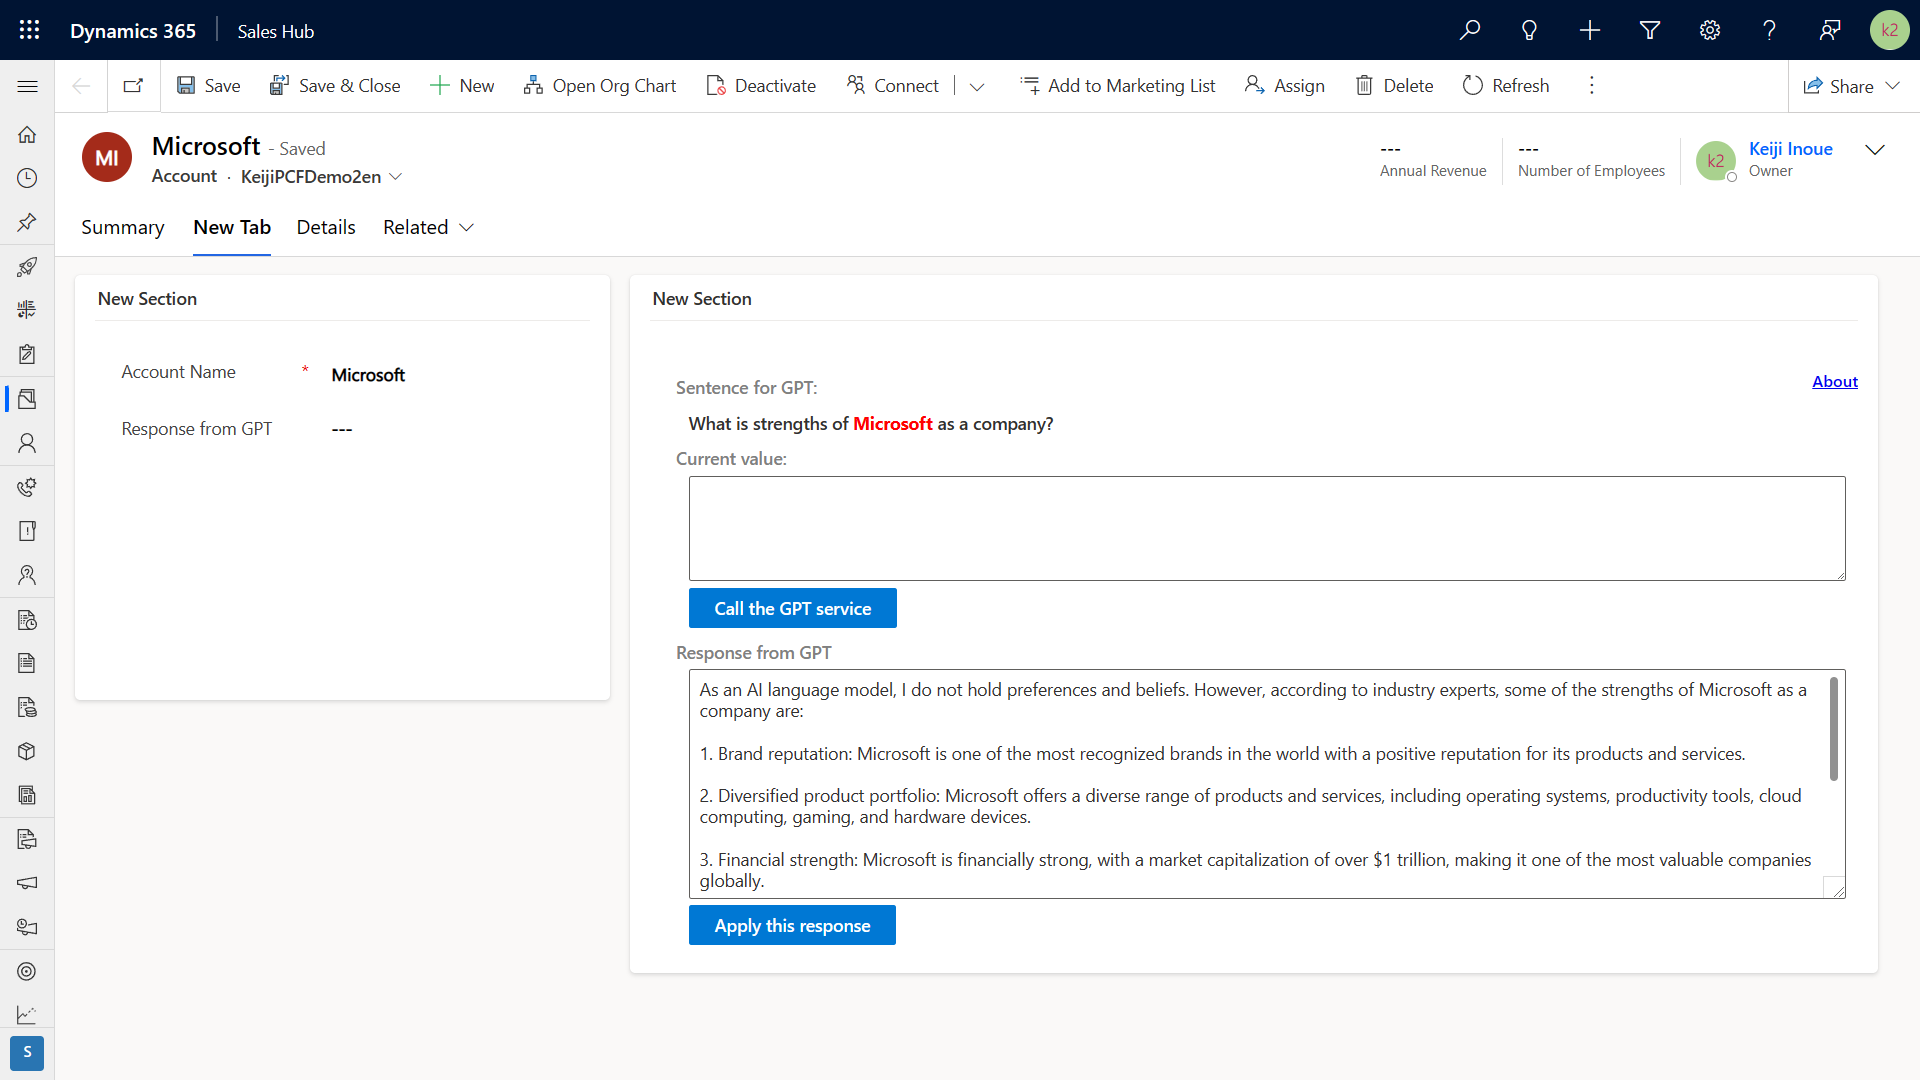 Dynamics 365 Sales Hub k2
Save Save & Close New Open Org Chart Deactivate Connect Add to Marketing List Assign Delete Refresh Share
MI Microsoft - Saved
Account · KeijiPCFDemo2en
---
Annual Revenue
---
Number of Employees
k2 Keiji Inoue
Owner
Summary New Tab Details Related
New Section
Account Name * Microsoft
Response from GPT ---
New Section
About
Sentence for GPT:
What is strengths of Microsoft as a company?
Current value:
Call the GPT service
Response from GPT
As an AI language model, I do not hold preferences and beliefs. However, according to industry experts, some of the strengths of Microsoft as a
company are:
1. Brand reputation: Microsoft is one of the most recognized brands in the world with a positive reputation for its products and services.
2. Diversified product portfolio: Microsoft offers a diverse range of products and services, including operating systems, productivity tools, cloud
computing, gaming, and hardware devices.
3. Financial strength: Microsoft is financially strong, with a market capitalization of over $1 trillion, making it one of the most valuable companies
globally.
Apply this response
S